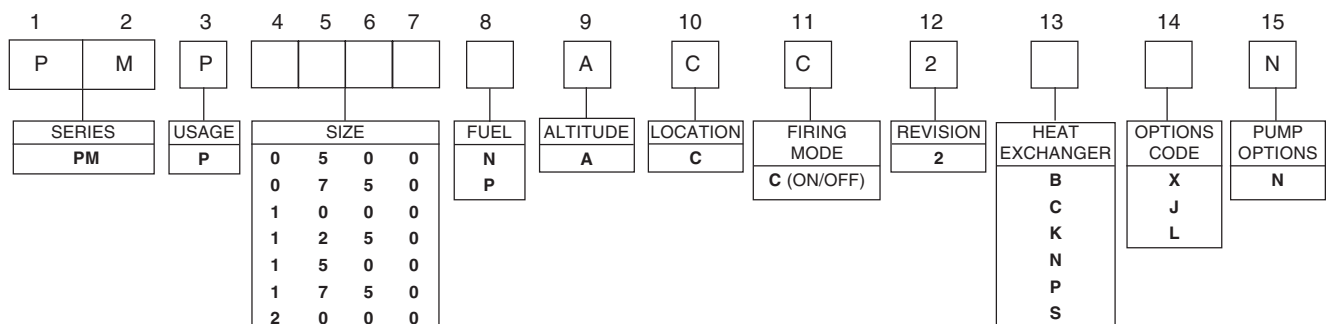 1 2 3 4 5 6 7 8 9 10 11 12 13 14 15
P M P A C C 2 N
SERIES USAGE SIZE FUEL ALTITUDE LOCATION FIRING MODE REVISION HEAT EXCHANGER OPTIONS CODE PUMP OPTIONS
PM P 0 5 0 0 N A C C (ON/OFF) 2 B X N
0 7 5 0 P C J
1 0 0 0 K L
1 2 5 0 N
1 5 0 0 P
1 7 5 0 S
2 0 0 0